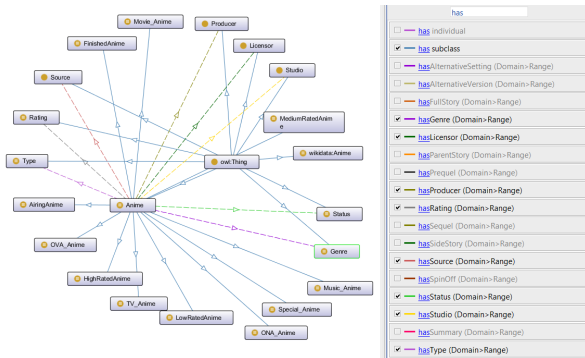 Movie_Anime
Producer
FinishedAnime
Licensor
Source
Studio
Rating
MediumRatedAnim
e
Type
owl:Thing
wikidata:Anime
AiringAnime
Anime
Status
OVA_Anime
Genre
HighRatedAnime
Music_Anime
TV_Anime
Special_Anime
LowRatedAnime
ONA_Anime
has
has individual
has subclass
hasAlternativeSetting (Domain>Range)
hasAlternativeVersion (Domain>Range)
hasFullStory (Domain>Range)
hasGenre (Domain>Range)
hasLicensor (Domain>Range)
hasParentStory (Domain>Range)
hasPrequel (Domain>Range)
hasProducer (Domain>Range)
hasRating (Domain>Range)
hasSequel (Domain>Range)
hasSideStory (Domain>Range)
hasSource (Domain>Range)
hasSpinOff (Domain>Range)
hasStatus (Domain>Range)
hasStudio (Domain>Range)
hasSummary (Domain>Range)
hasType (Domain>Range)